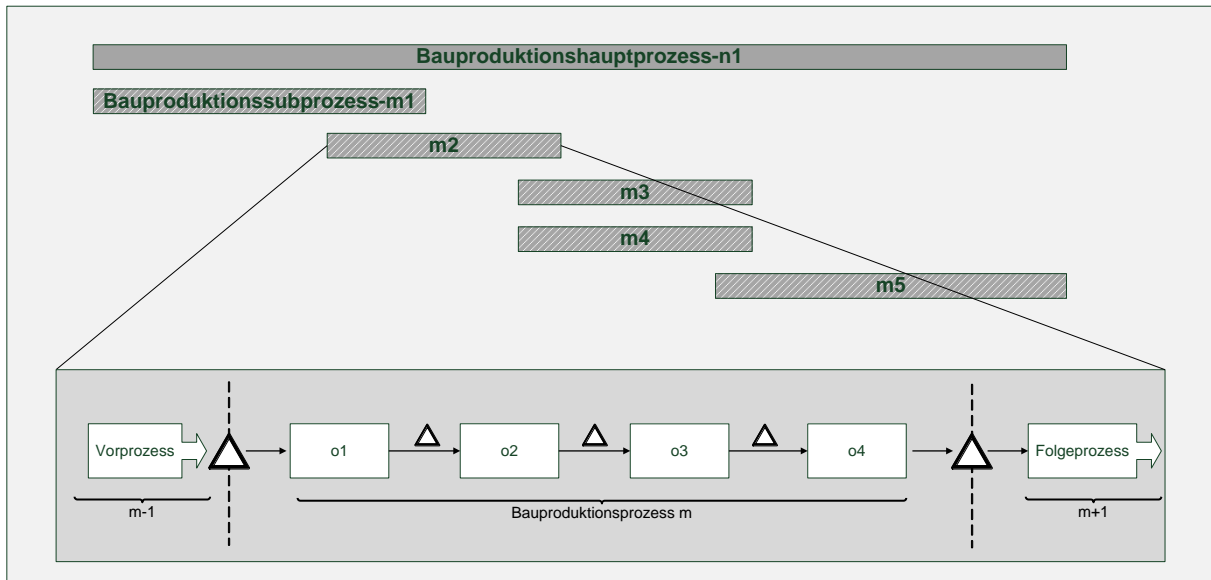 Bauproduktionshauptprozess-n1
Bauproduktionssubprozess-m1
m2
m3
m4
m5
Vorprozess
o1
o2
o3
o4
Folgeprozess
m-1
Bauproduktionsprozess m
m+1